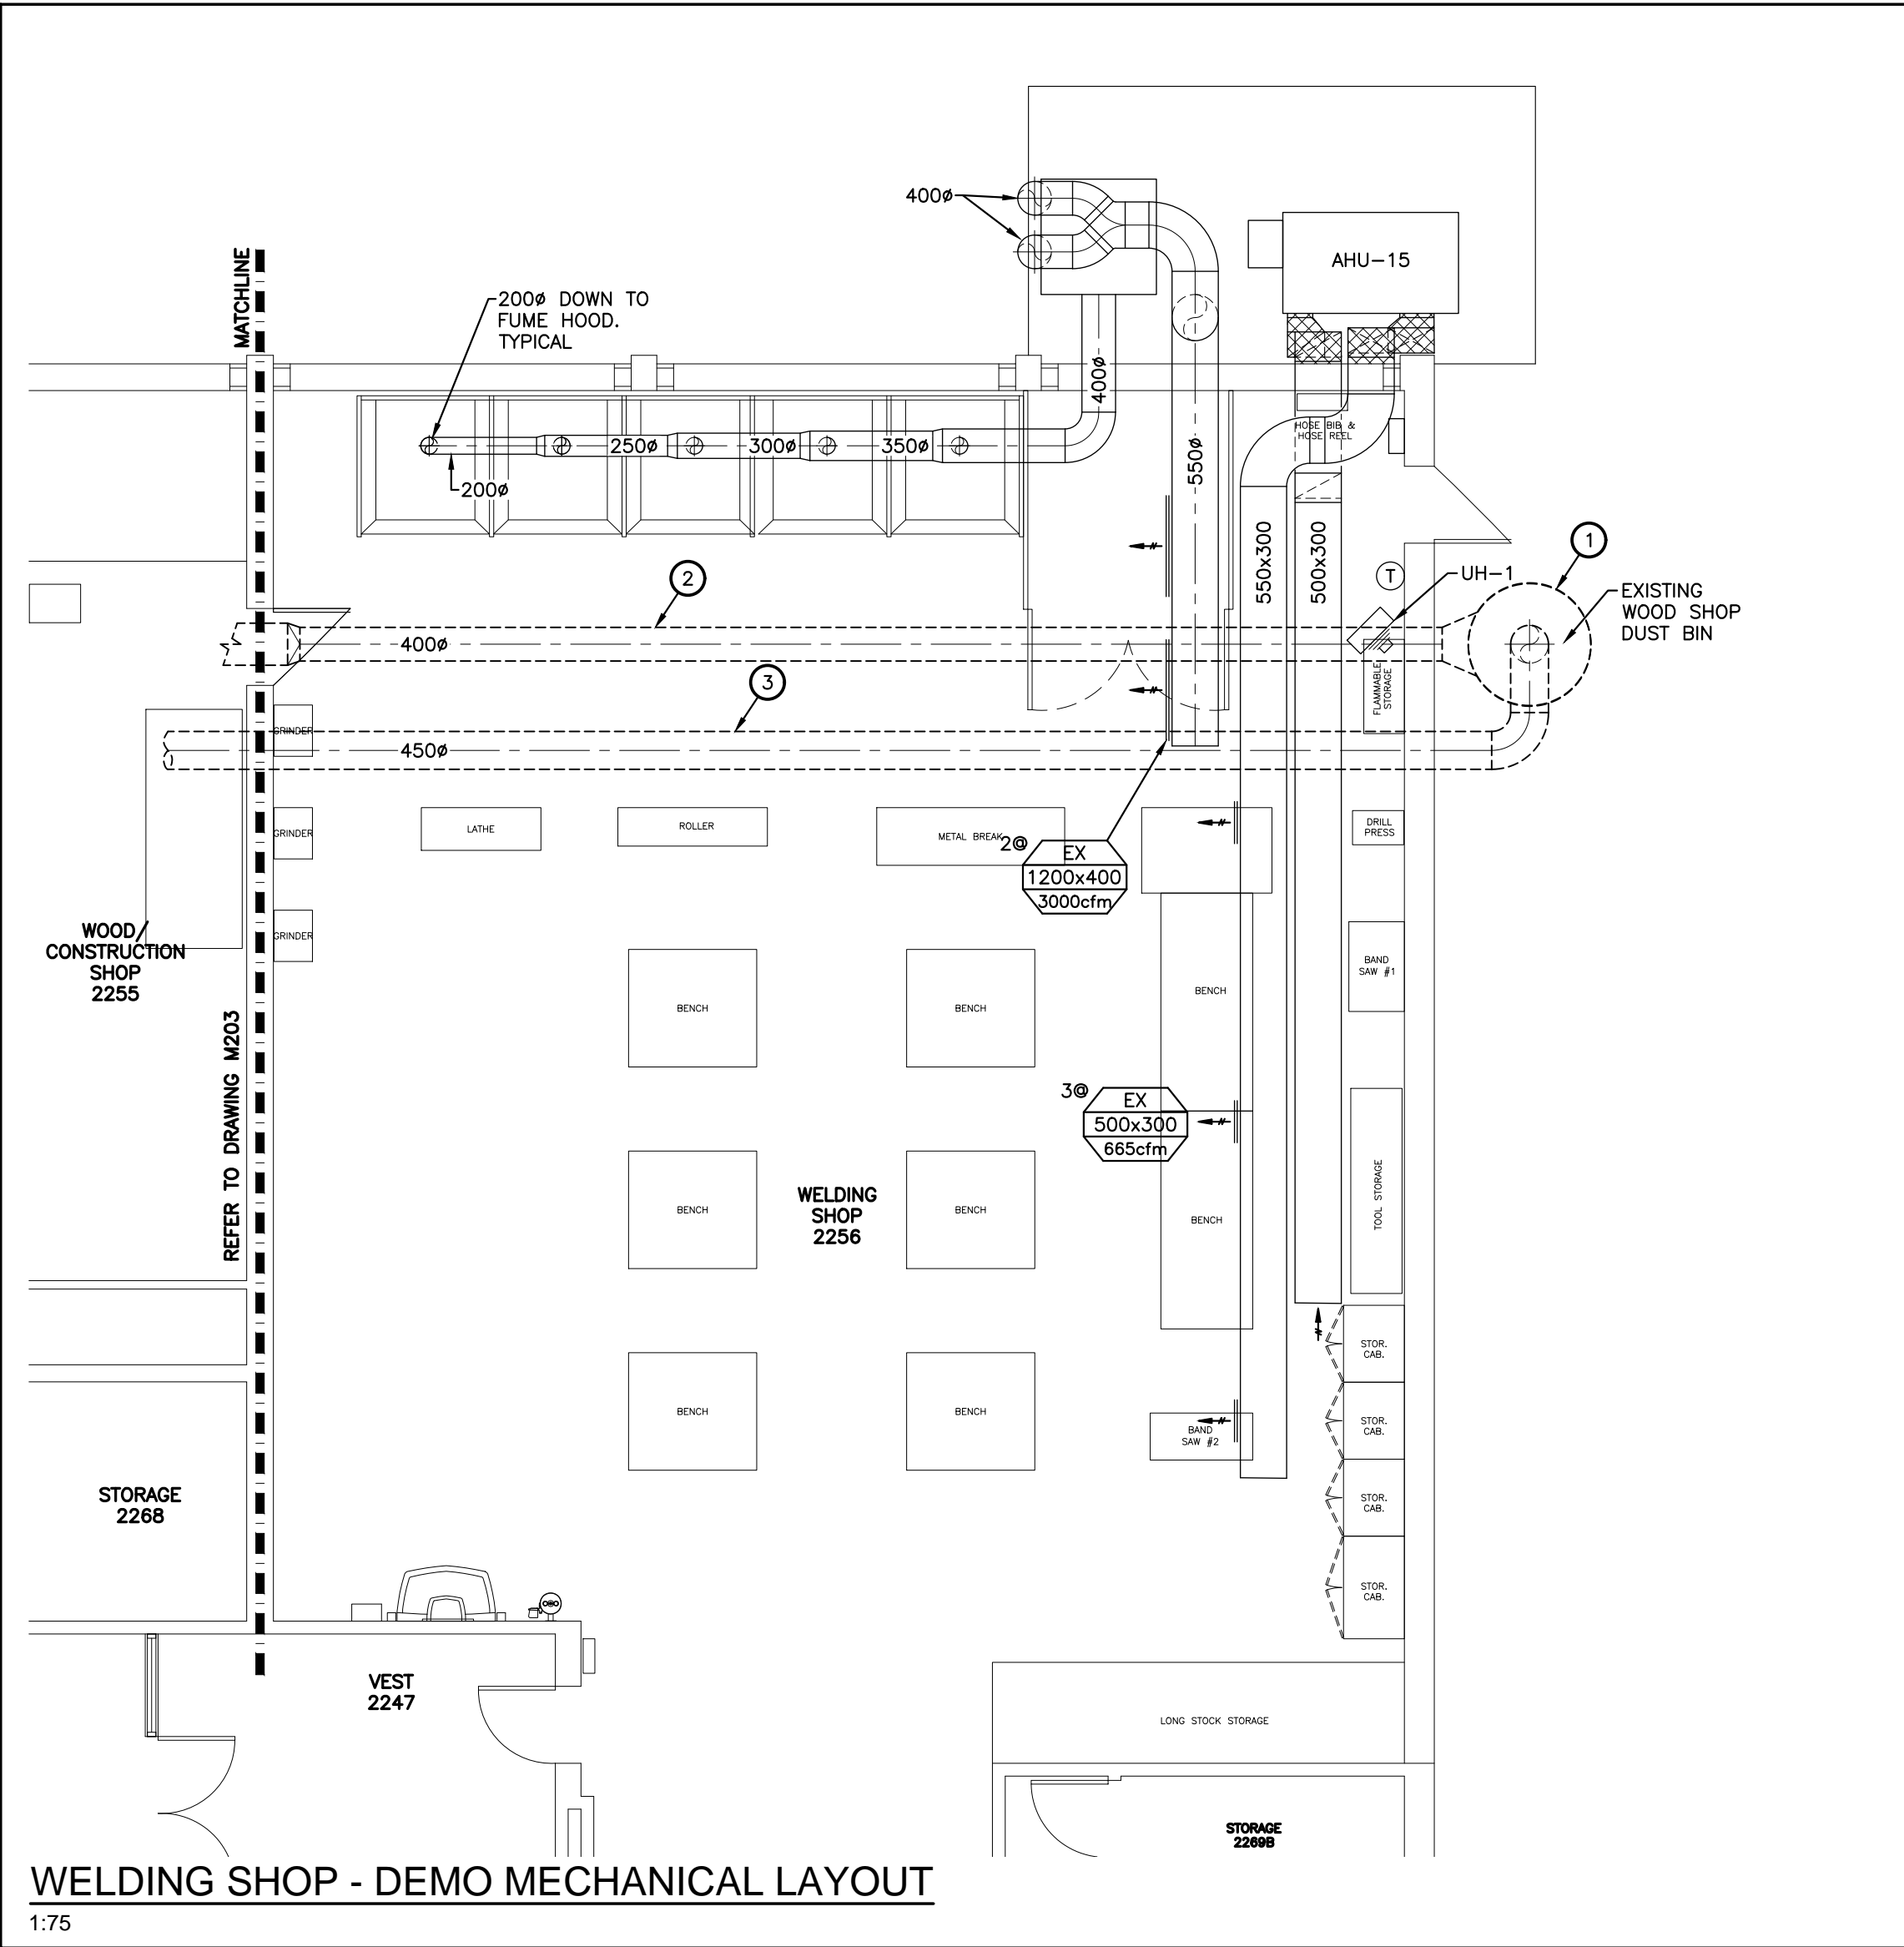 400ø
AHU-15
MATCHLINE
200ø DOWN TO
FUME HOOD.
TYPICAL
400ø
HOSE BIB &
HOSE REEL
250ø
300ø
350ø
550ø
200ø
550x300
500x300
1
T
UH-1
2
EXISTING
WOOD SHOP
DUST BIN
400ø
FLAMMABLE
STORAGE
3
GRINDER
450ø
LATHE
ROLLER
METAL BREAK
GRINDER
DRILL
PRESS
2@
EX
1200x400
3000cfm
WOOD/
CONSTRUCTION
SHOP
2255
GRINDER
BAND
SAW #1
BENCH
BENCH
BENCH
REFER TO DRAWING M203
3@
EX
500x300
665cfm
TOOL STORAGE
BENCH
WELDING
SHOP
2256
BENCH
BENCH
STOR.
CAB.
BENCH
BENCH
BAND
SAW #2
STOR.
CAB.
STORAGE
2268
STOR.
CAB.
STOR.
CAB.
VEST
2247
LONG STOCK STORAGE
STORAGE
2269B
WELDING SHOP - DEMO MECHANICAL LAYOUT
1:75